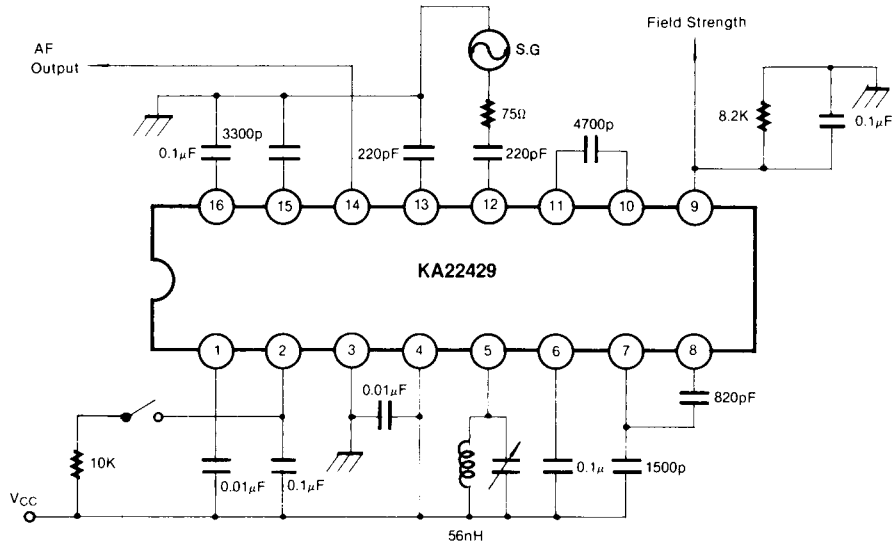 AF
Output
S.G
Field Strength
75Ω
4700p
8.2K
0.1μF
3300p
0.1μF
220pF
220pF
16
15
14
13
12
11
10
9
KA22429
1
2
3
4
5
6
7
8
0.01μF
820pF
10K
0.01μF
0.1μF
0.1μ
1500p
VCC
56nH